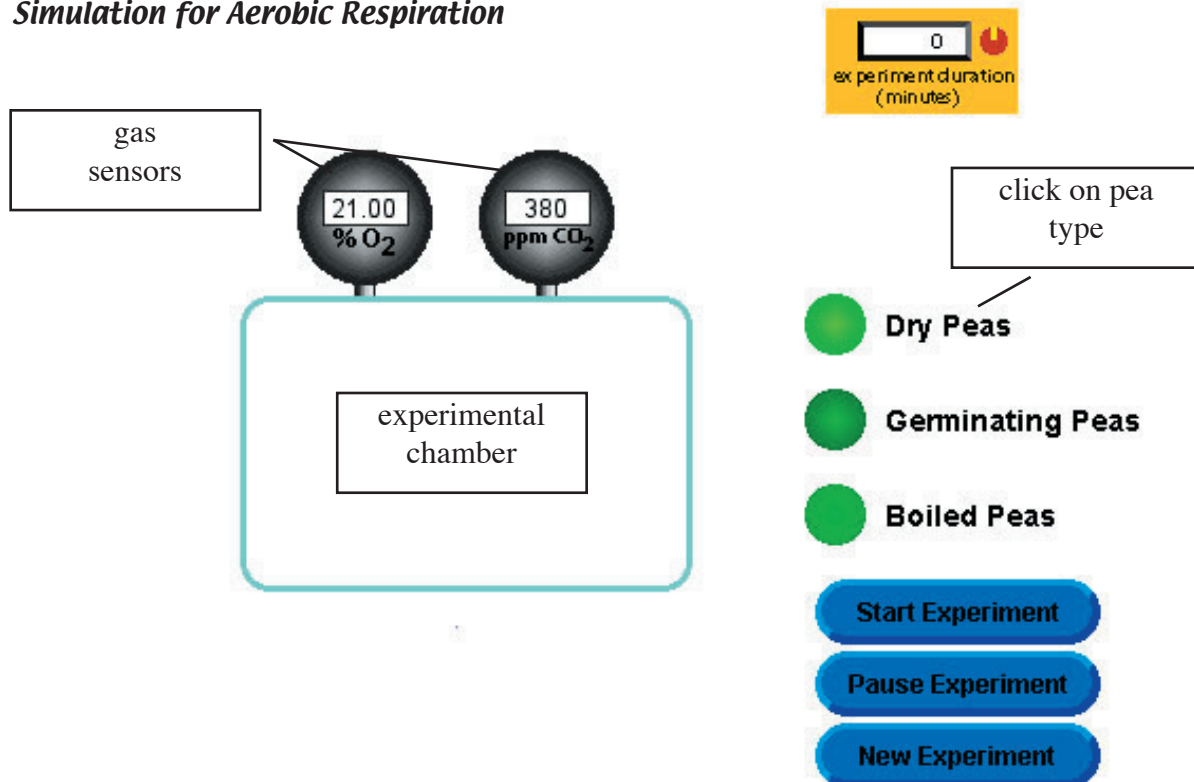 Simulation for Aerobic Respiration
0
experiment duration
(minutes)
gas
sensors
21.00
% O2
380
ppm CO2
click on pea
type
Dry Peas
experimental
chamber
Germinating Peas
Boiled Peas
Start Experiment
Pause Experiment
New Experiment